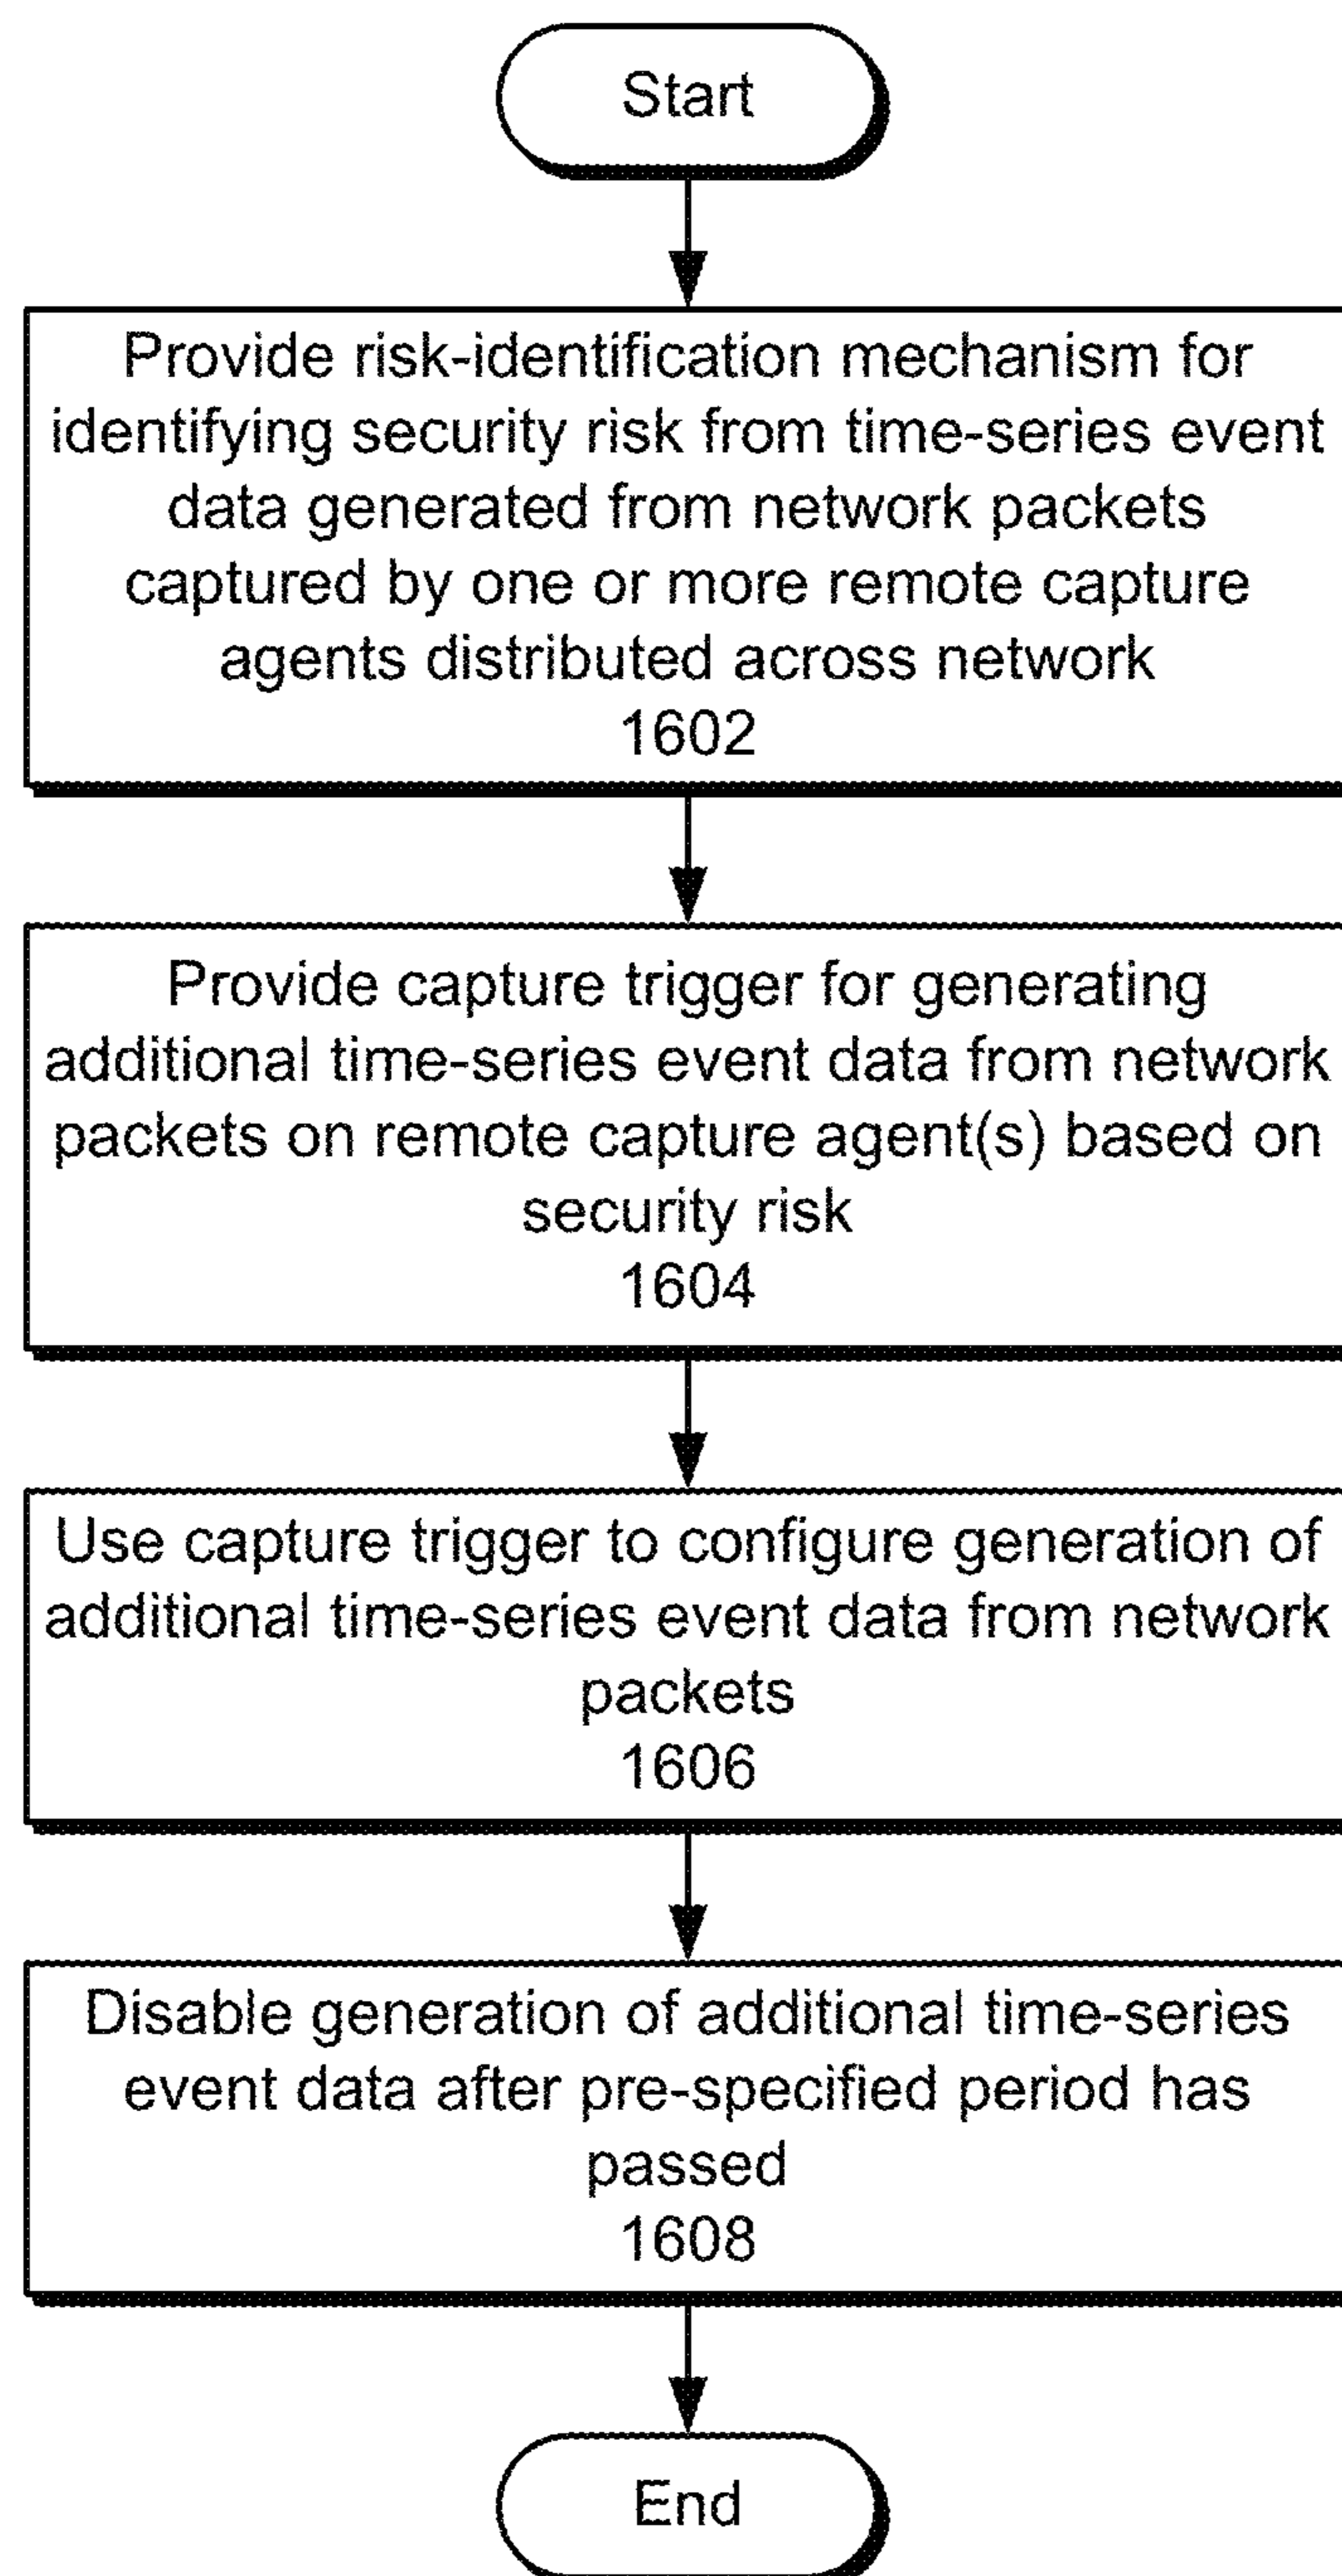 Start
Provide risk-identification mechanism for
identifying security risk from time-series event
data generated from network packets
captured by one or more remote capture
agents distributed across network
1602
Provide capture trigger for generating
additional time-series event data from network
packets on remote capture agent(s) based on
security risk
1604
Use capture trigger to configure generation of
additional time-series event data from network
packets
1606
Disable generation of additional time-series
event data after pre-specified period has
passed
1608
End